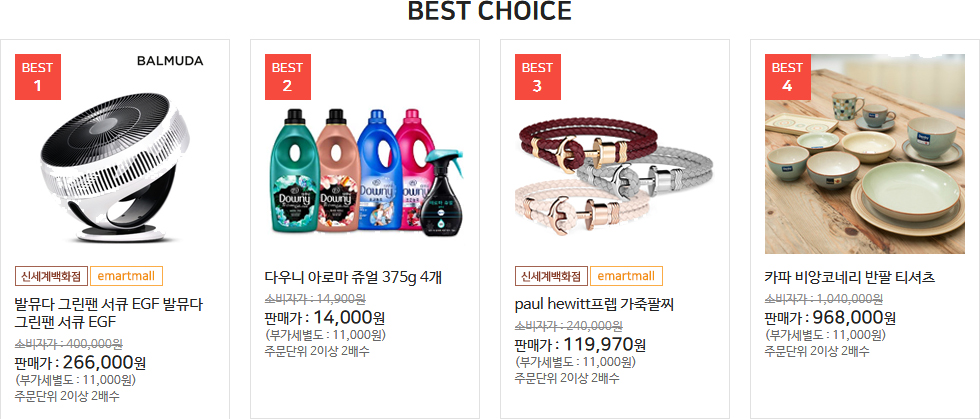 BEST CHOICE
BEST
1
BALMUDA
신세계백화점 emartmall
발뮤다 그린팬 서큐 EGF 발뮤다
그린팬 서큐 EGF
소비자가 : 400,000원
판매가 : 266,000원
(부가세별도 : 11,000원)
주문단위 2이상 2배수
BEST
2
Downy
Downy
Downy
다우니 아로마 쥬얼 375g 4개
소비자가 : 14,900원
판매가 : 14,000원
(부가세별도 : 11,000원)
주문단위 2이상 2배수
BEST
3
신세계백화점 emartmall
paul hewitt프렙 가죽팔찌
소비자가 : 240,000원
판매가 : 119,970원
(부가세별도 : 11,000원)
주문단위 2이상 2배수
BEST
4
카파 비앙코네리 반팔 티셔츠
소비자가 : 1,040,000원
판매가 : 968,000원
(부가세별도 : 11,000원)
주문단위 2이상 2배수